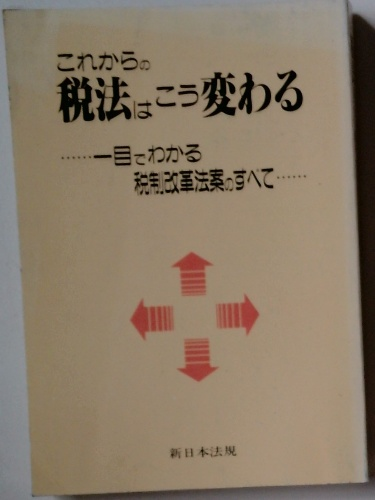 これからの
税法はこう変わる
……一目でわかる
税制改革法案のすべて……
新日本法規